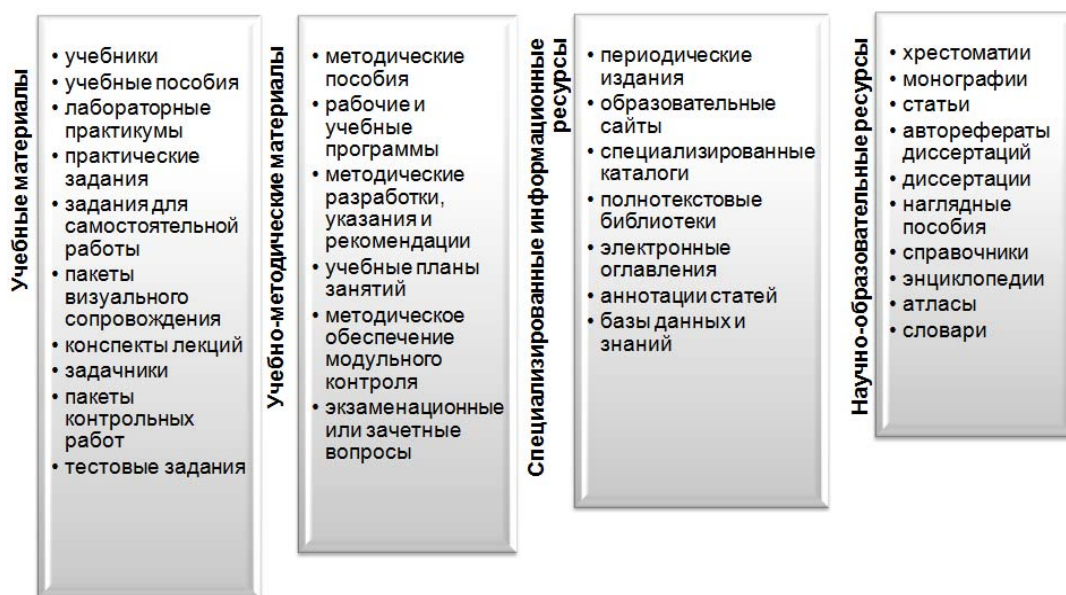 Учебные материалы
• учебники
• учебные пособия
• лабораторные
практикумы
• практические
задания
• задания для
самостоятельной
работы
• пакеты
визуального
сопровождения
• конспекты лекций
• задачники
• пакеты
контрольных
работ
• тестовые задания
Учебно-методические материалы
• методические
пособия
• рабочие и
учебные
программы
• методические
разработки,
указания и
рекомендации
• учебные планы
занятий
• методическое
обеспечение
модульного
контроля
• экзаменационные
или зачетные
вопросы
Специализированные информационные
ресурсы
• периодические
издания
• образовательные
сайты
• специализированные
каталоги
• полнотекстовые
библиотеки
• электронные
оглавления
• аннотации статей
• базы данных и
знаний
Научно-образовательные ресурсы
• хрестоматии
• монографии
• статьи
• авторефераты
диссертаций
• диссертации
• наглядные
пособия
• справочники
• энциклопедии
• атласы
• словари